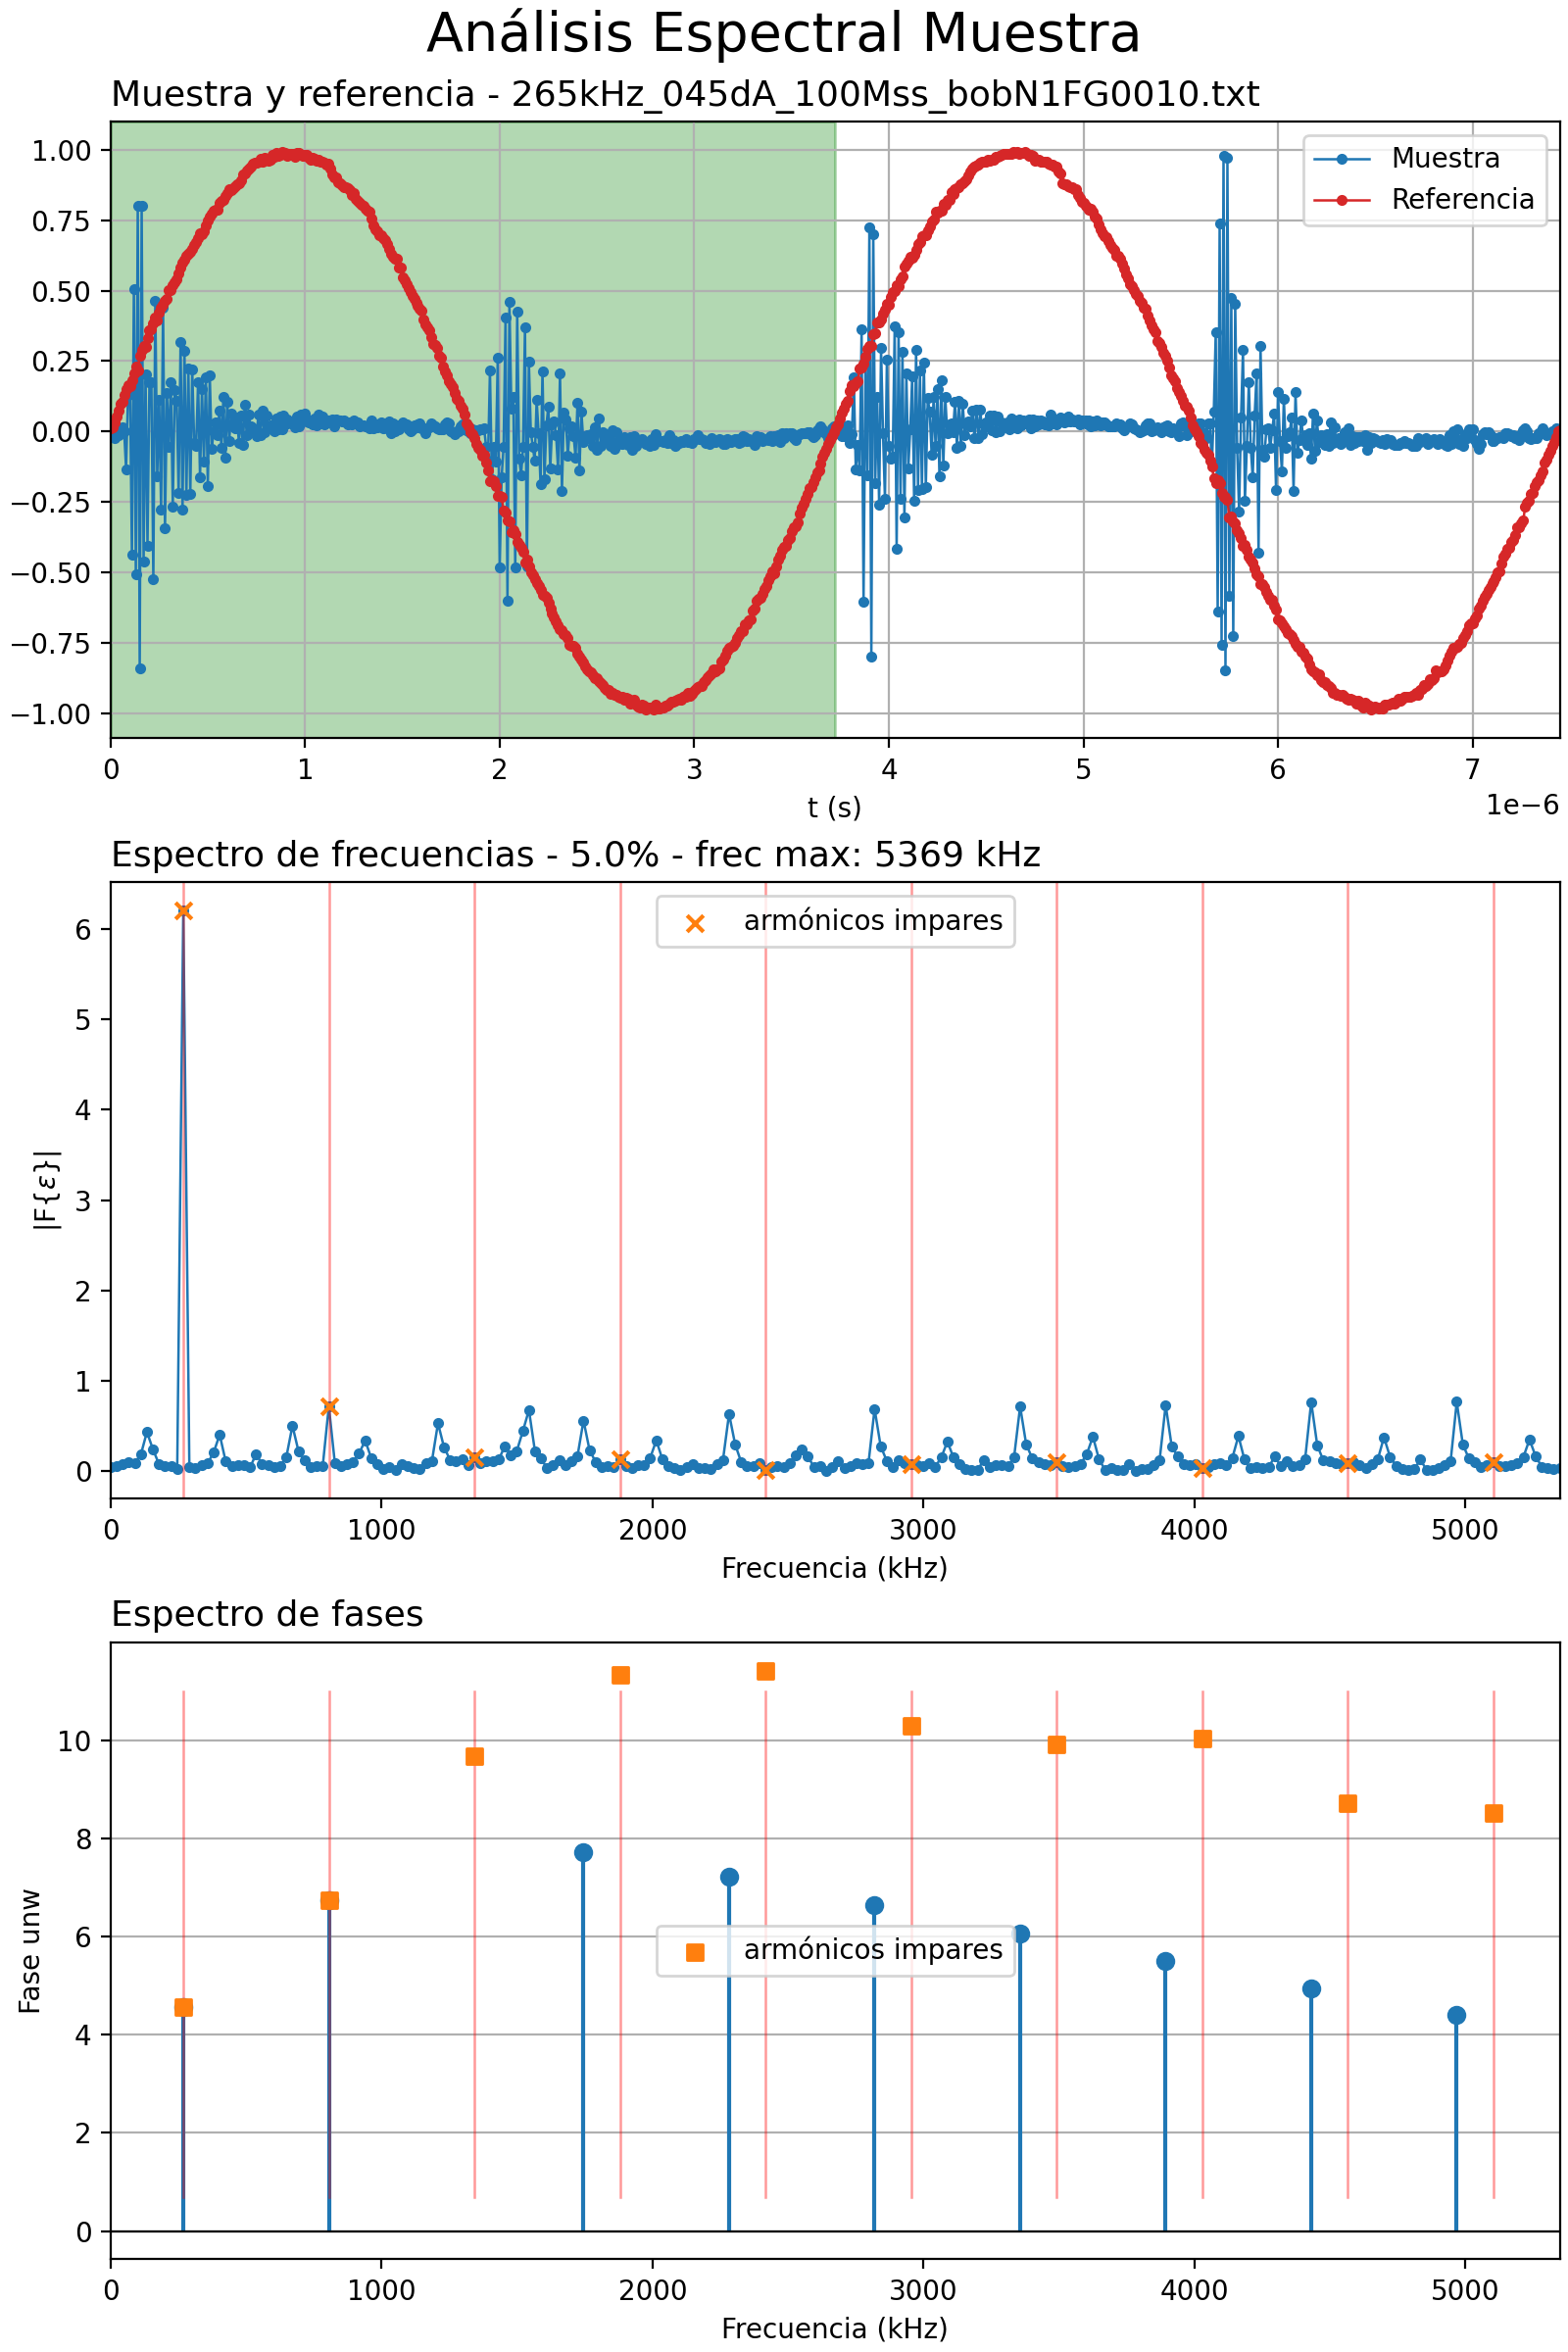 Análisis Espectral Muestra
Muestra y referencia - 265kHz_045dA_100Mss_bobN1FG0010.txt
1.00
0.75
0.50
0.25
0.00
−0.25
−0.50
−0.75
−1.00
Muestra
Referencia
0 1 2 3 4 5 6 7
t (s)
1e−6
Espectro de frecuencias - 5.0% - frec max: 5369 kHz
6
5
4
3
2
1
0
|F{ε}|
armónicos impares
0 1000 2000 3000 4000 5000
Frecuencia (kHz)
Espectro de fases
10
8
6
4
2
0
Fase unw
armónicos impares
0 1000 2000 3000 4000 5000
Frecuencia (kHz)